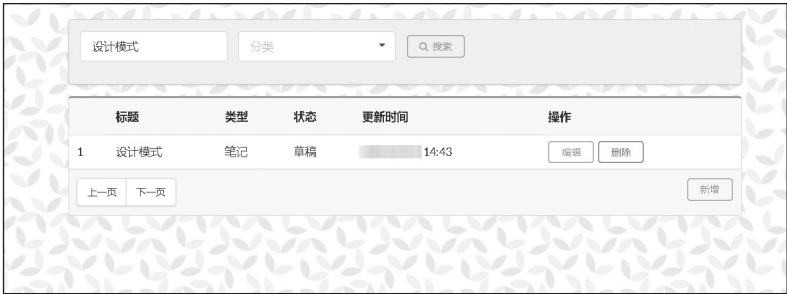 设计模式 分类 搜索
标题 类型 状态 更新时间 操作
1 设计模式 笔记 草稿 14:43 编辑 删除
上一页 下一页 新增